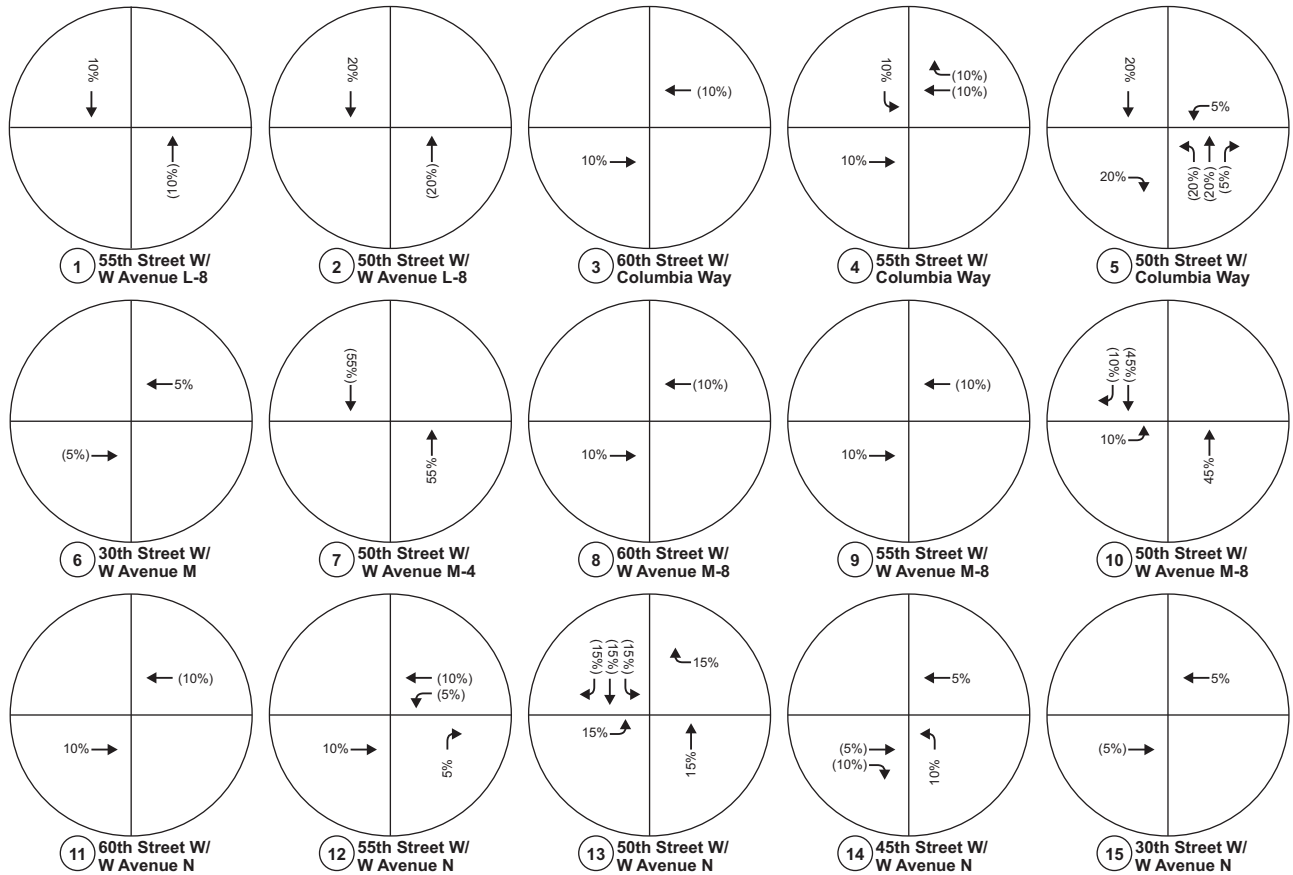 10%
(10%)
1
55th Street W/
W Avenue L-8
20%
(20%)
2
50th Street W/
W Avenue L-8
(10%)
10%
3
60th Street W/
Columbia Way
10%
(10%)
(10%)
10%
4
55th Street W/
Columbia Way
20%
5%
20%
(20%)
(20%)
(5%)
5
50th Street W/
Columbia Way
5%
(5%)
6
30th Street W/
W Avenue M
(55%)
55%
7
50th Street W/
W Avenue M-4
(10%)
10%
8
60th Street W/
W Avenue M-8
(10%)
10%
9
55th Street W/
W Avenue M-8
(10%)
(45%)
10%
45%
10
50th Street W/
W Avenue M-8
(10%)
10%
11
60th Street W/
W Avenue N
(10%)
(5%)
10%
5%
12
55th Street W/
W Avenue N
(15%)
(15%)
(15%)
15%
15%
15%
13
50th Street W/
W Avenue N
5%
(5%)
(10%)
10%
14
45th Street W/
W Avenue N
5%
(5%)
15
30th Street W/
W Avenue N